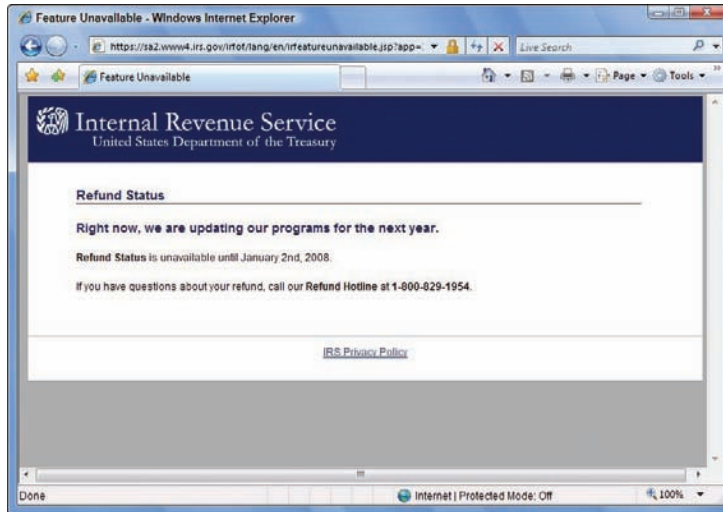 Feature Unavailable - Windows Internet Explorer
https://sa2.www4.irs.gov/irfof/lang/en/irfeatureunavailable.jsp?app=
Live Search
Feature Unavailable
Page
Tools
Internal Revenue Service
United States Department of the Treasury
Refund Status
Right now, we are updating our programs for the next year.
Refund Status is unavailable until January 2nd, 2008.
If you have questions about your refund, call our Refund Hotline at 1-800-829-1954.
IRS Privacy Policy
Done
Internet | Protected Mode: Off
100%